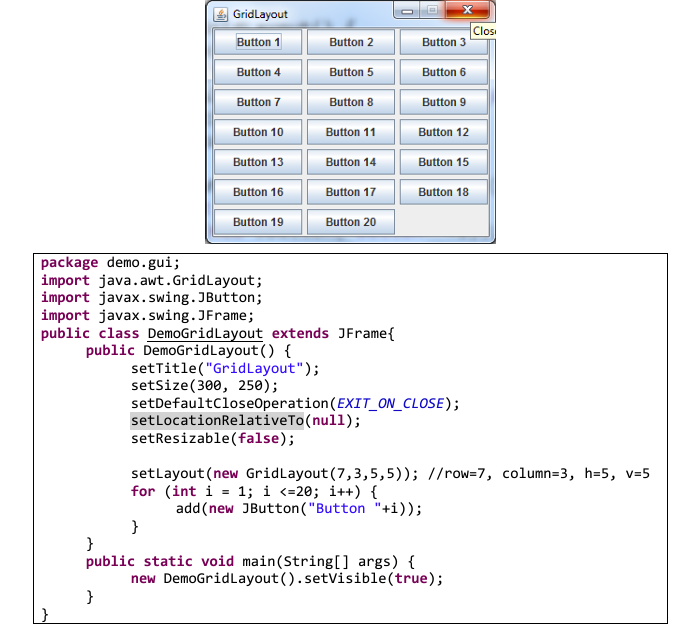 GridLayout
Button 1 Button 2 Button 3
Close
Button 4 Button 5 Button 6
Button 7 Button 8 Button 9
Button 10 Button 11 Button 12
Button 13 Button 14 Button 15
Button 16 Button 17 Button 18
Button 19 Button 20
package demo.gui;
import java.awt.GridLayout;
import javax.swing.JButton;
import javax.swing.JFrame;
public class DemoGridLayout extends JFrame{
public DemoGridLayout() {
setTitle("GridLayout");
setSize(300, 250);
setDefaultCloseOperation(EXIT_ON_CLOSE);
setLocationRelativeTo(null);
setResizable(false);
setLayout(new GridLayout(7,3,5,5)); //row=7, column=3, h=5, v=5
for (int i = 1; i <=20; i++) {
add(new JButton("Button "+i));
}
}
public static void main(String[] args) {
new DemoGridLayout().setVisible(true);
}
}